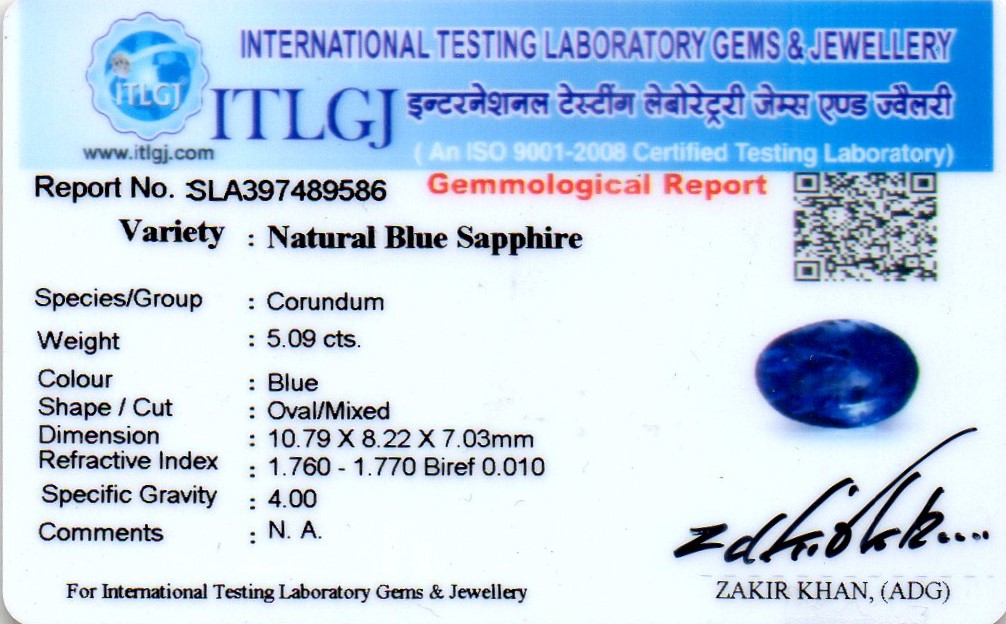 INTERNATIONAL TESTING LABORATORY GEMS & JEWELLERY
ITLGJ
ITLGJ इन्टरनेशनल टेस्टींग लेबोरेट्ररी जेम्स एण्ड ज्वैलरी
www.itlgj.com
( An ISO 9001-2008 Certified Testing Laboratory)
Report No. :SLA397489586
Gemmological Report
Variety : Natural Blue Sapphire
Species/Group : Corundum
Weight : 5.09 cts.
Colour : Blue
Shape / Cut : Oval/Mixed
Dimension : 10.79 X 8.22 X 7.03mm
Refractive Index : 1.760 - 1.770 Biref 0.010
Specific Gravity : 4.00
Comments : N. A.
For International Testing Laboratory Gems & Jewellery
ZAKIR KHAN, (ADG)